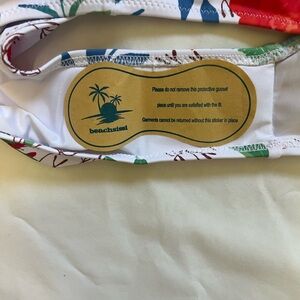 Please do not remove this protective gusset
place until you are satisfied with the fit.
Garments cannot be returned without this sticker in place
beachsissi